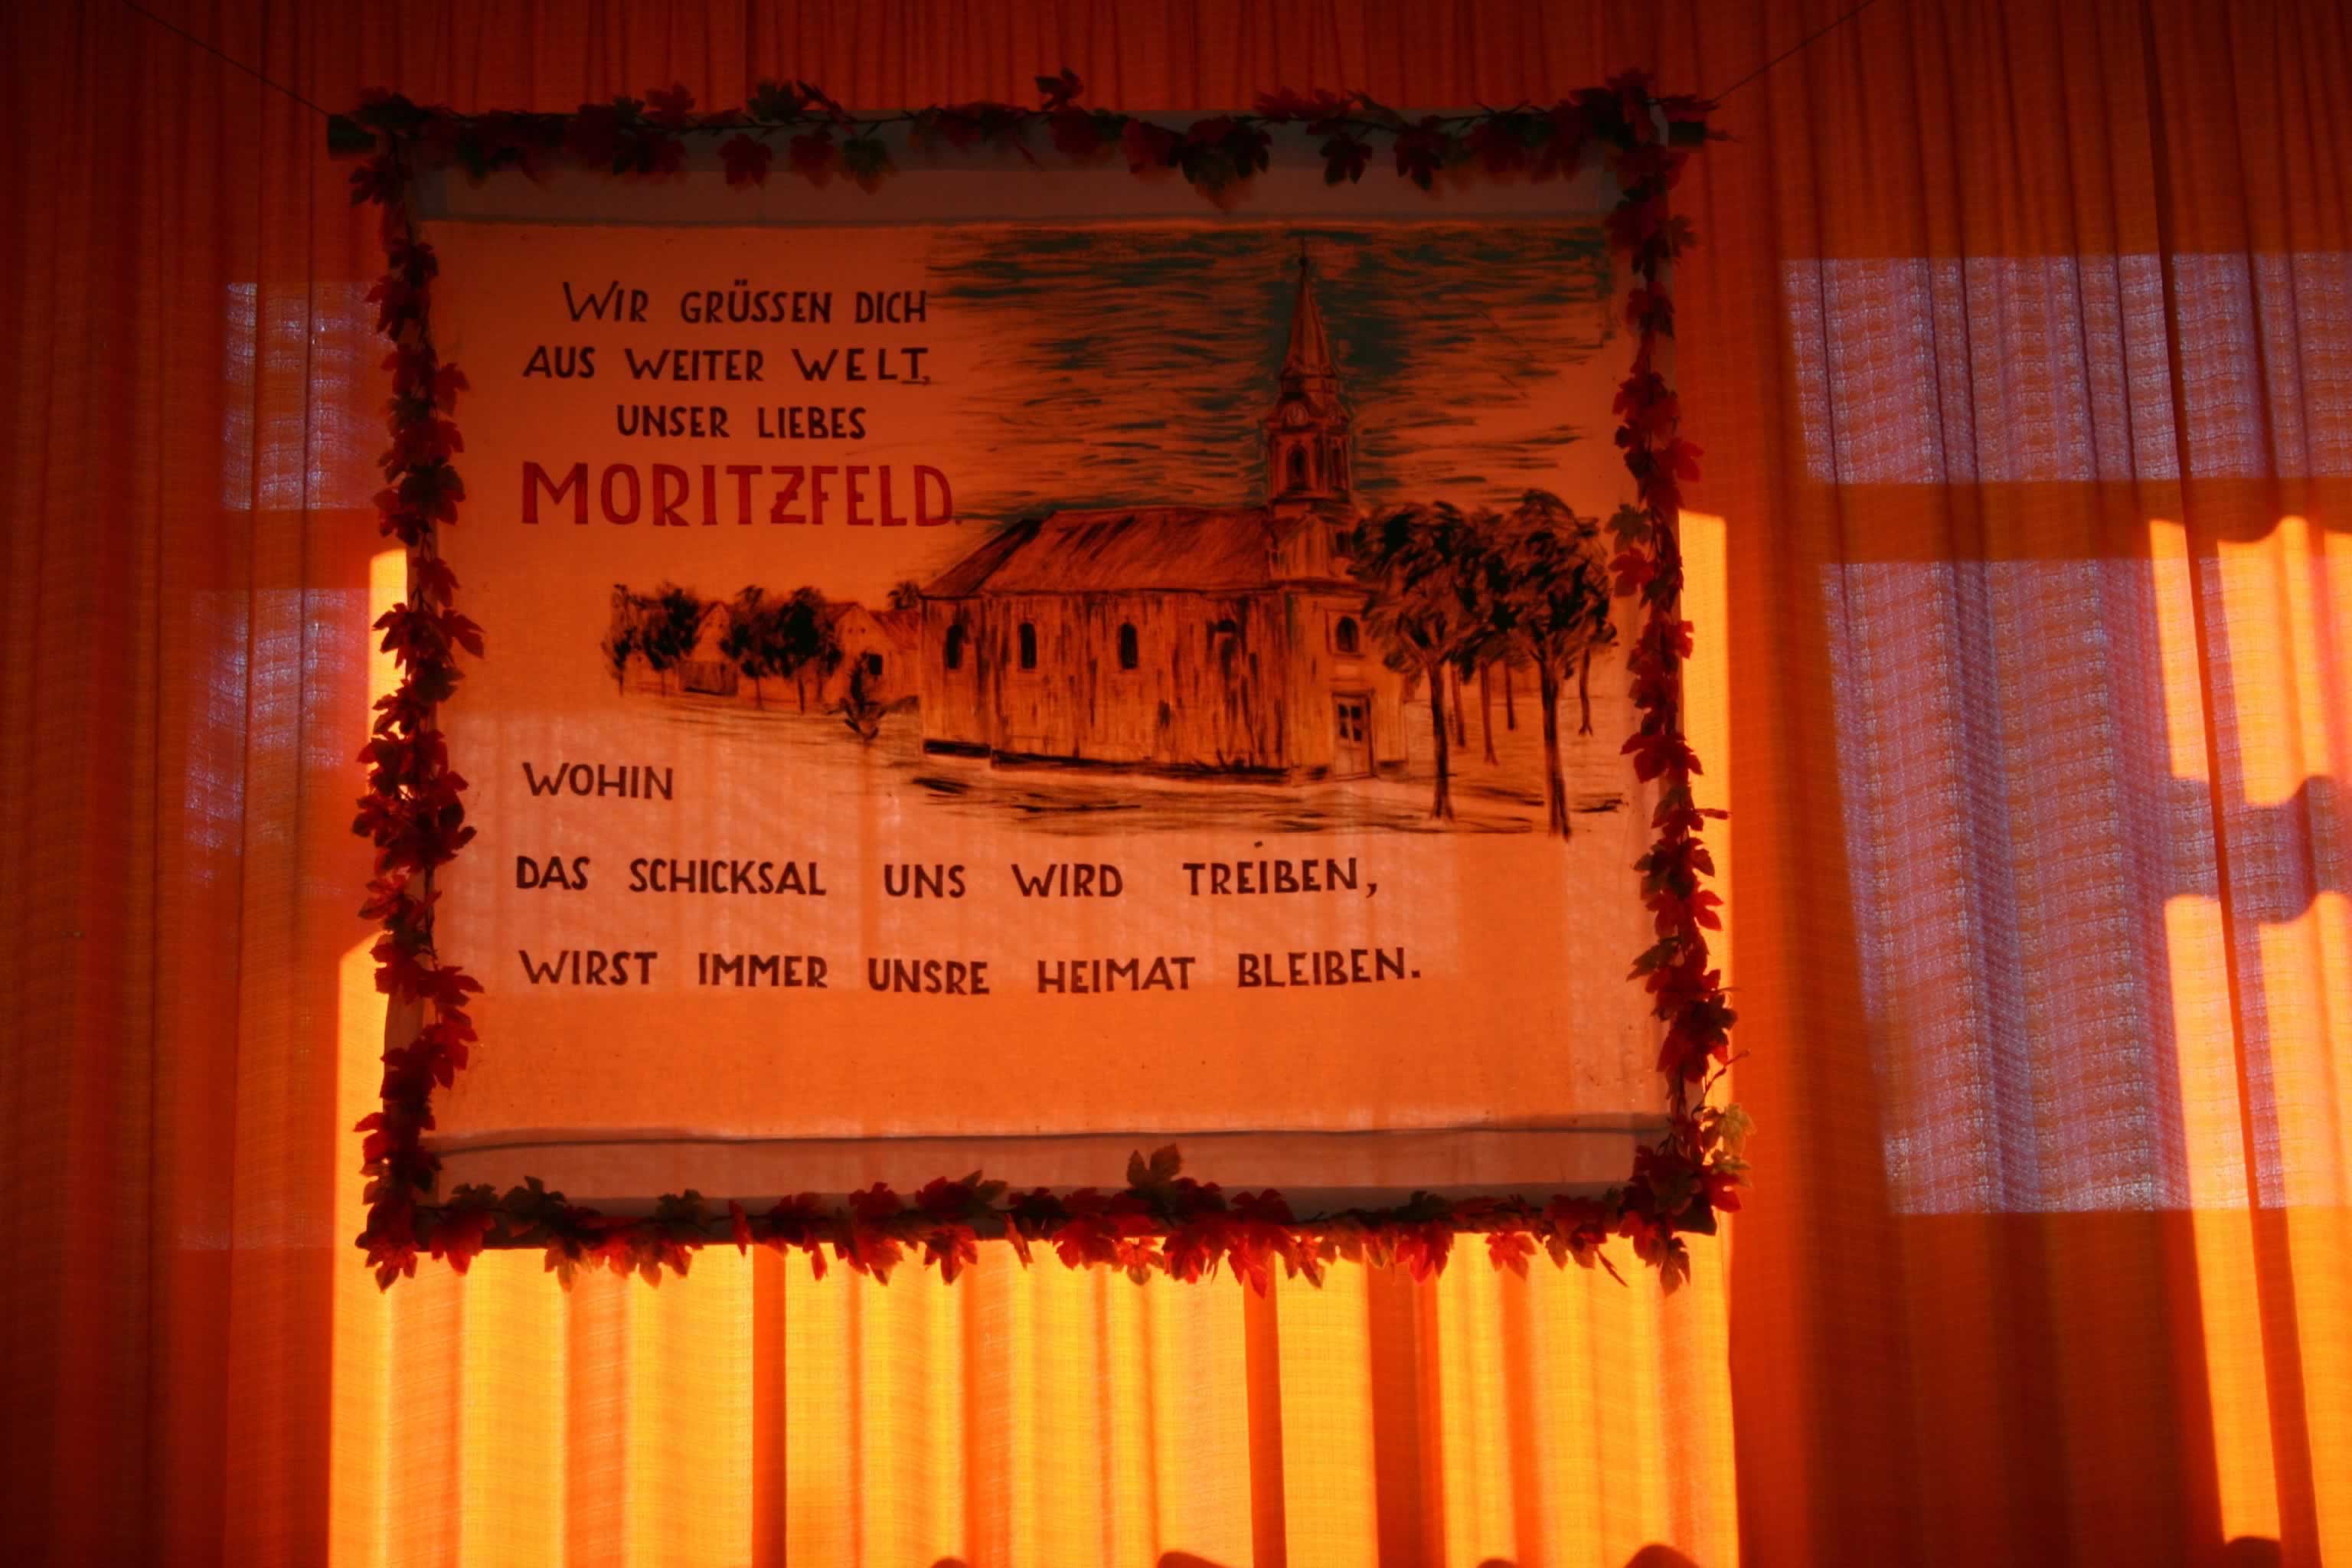 WIR GRÜSSEN DICH
AUS WEITER WELT,
UNSER LIEBES
MORITZFELD.
WOHIN
DAS SCHICKSAL UNS WIRD TREIBEN,
WIRST IMMER UNSRE HEIMAT BLEIBEN.